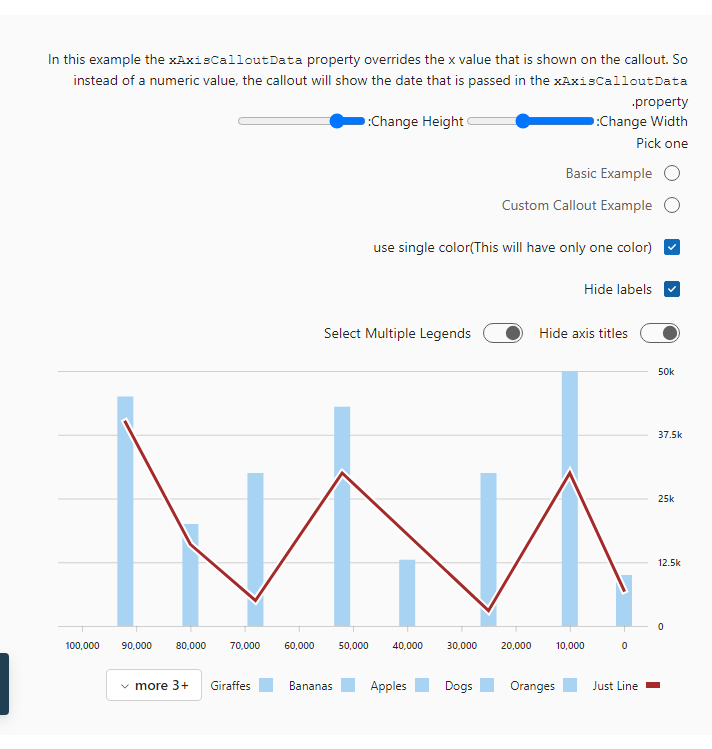 In this example the xAxisCalloutData property overrides the x value that is shown on the callout. So
instead of a numeric value, the callout will show the date that is passed in the xAxisCalloutData
.property
:Change Height :Change Width
Pick one
Basic Example
Custom Callout Example
use single color(This will have only one color)
Hide labels
Select Multiple Legends Hide axis titles
50k
37.5k
25k
12.5k
0
100,000 90,000 80,000 70,000 60,000 50,000 40,000 30,000 20,000 10,000 0
more 3+ Giraffes Bananas Apples Dogs Oranges Just Line